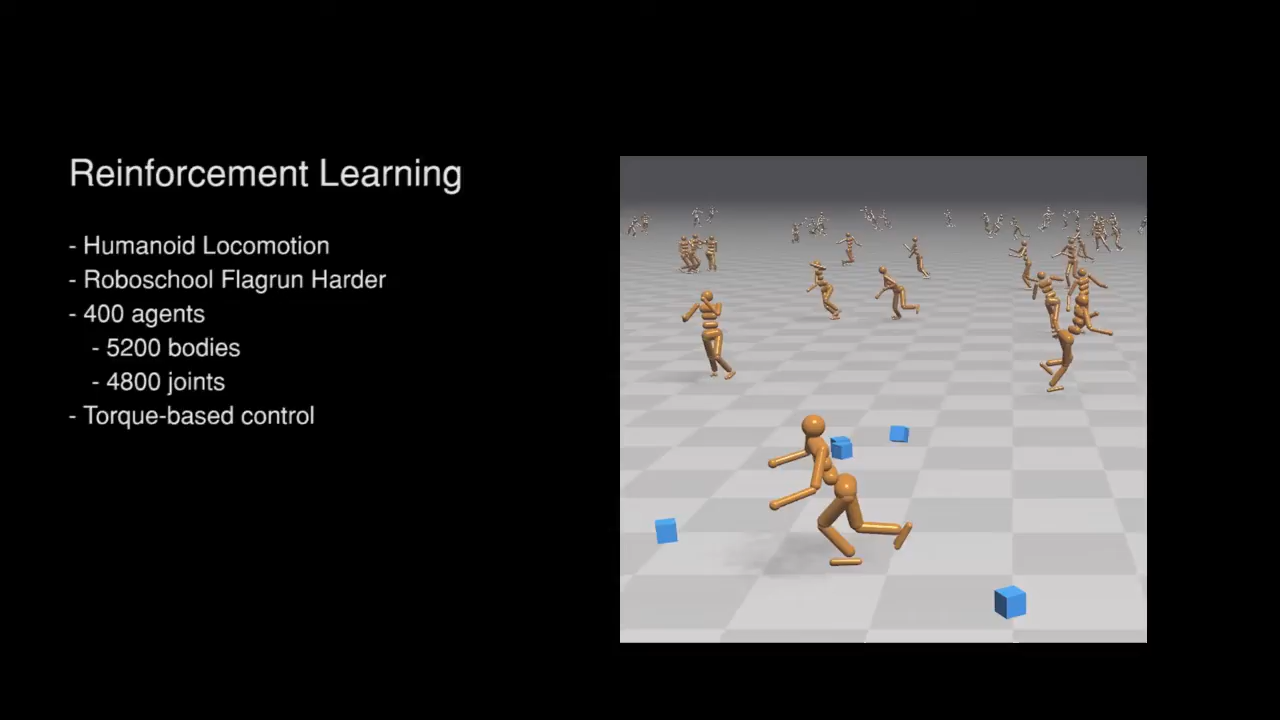 Reinforcement Learning
- Humanoid Locomotion
- Roboschool Flagrun Harder
- 400 agents
- 5200 bodies
- 4800 joints
- Torque-based control